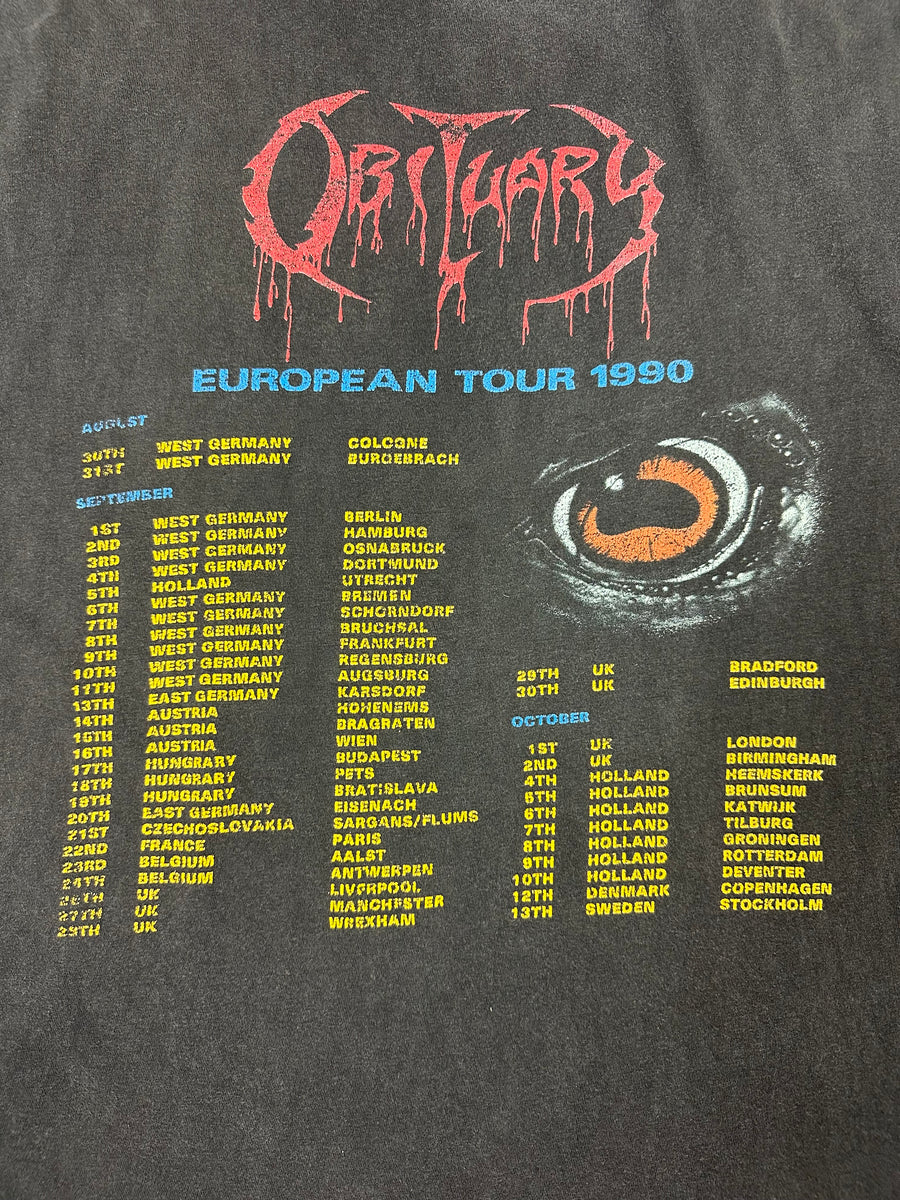 OBITUARY
EUROPEAN TOUR 1990
AUGUST
30TH WEST GERMANY COLOGNE
31ST WEST GERMANY BURGEBRACH
SEPTEMBER
1ST WEST GERMANY BERLIN
2ND WEST GERMANY HAMBURG
3RD WEST GERMANY OSNABRUCK
4TH WEST GERMANY DORTMUND
5TH HOLLAND UTRECHT
6TH WEST GERMANY BREMEN
7TH WEST GERMANY SCHORNDORF
8TH WEST GERMANY BRUCHSAL
9TH WEST GERMANY FRANKFURT
10TH WEST GERMANY REGENSBURG
11TH WEST GERMANY AUGSBURG
13TH EAST GERMANY KARSDORF
14TH AUSTRIA HOHENEMS
15TH AUSTRIA BRAGRATEN
16TH AUSTRIA WIEN
17TH HUNGRARY BUDAPEST
18TH HUNGRARY PETS
19TH HUNGRARY BRATISLAVA
20TH EAST GERMANY EISENACH
21ST CZECHOSLOVAKIA SARGANS/FLUMS
22ND FRANCE PARIS
23RD BELGIUM AALST
24TH BELGIUM ANTWERPEN
26TH UK LIVERPOOL
27TH UK MANCHESTER
28TH UK WREXHAM
29TH UK BRADFORD
30TH UK EDINBURGH
OCTOBER
1ST UK LONDON
2ND UK BIRMINGHAM
4TH HOLLAND HEEMSKERK
5TH HOLLAND BRUNSUM
6TH HOLLAND KATWIJK
7TH HOLLAND TILBURG
8TH HOLLAND GRONINGEN
9TH HOLLAND ROTTERDAM
10TH HOLLAND DEVENTER
12TH DENMARK COPENHAGEN
13TH SWEDEN STOCKHOLM